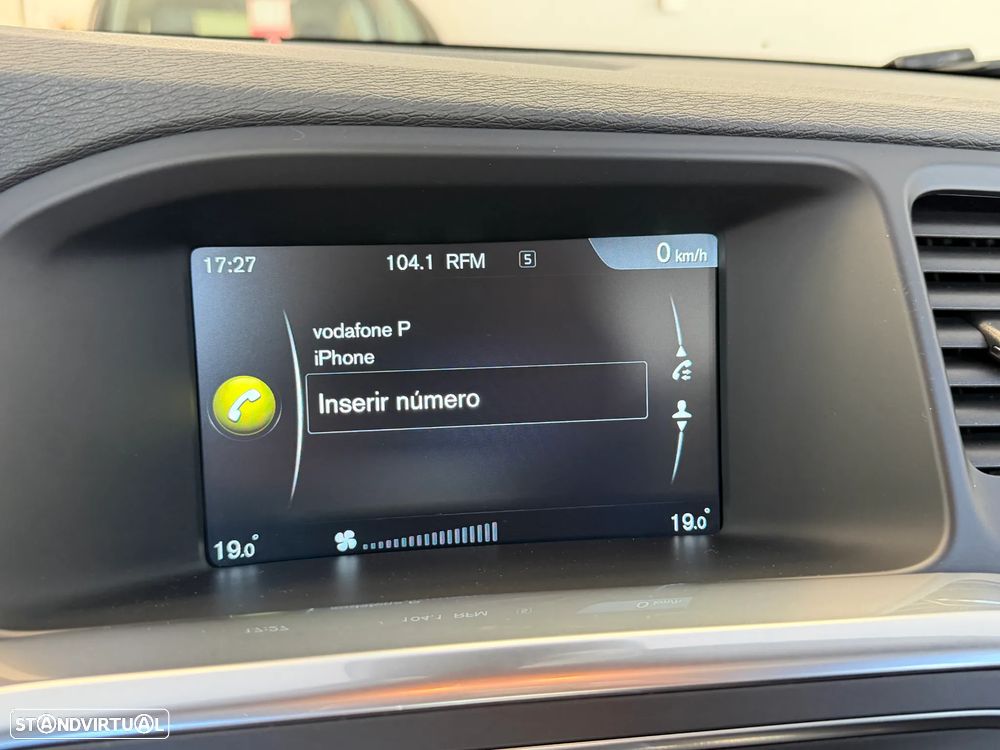 17:27
104.1 RFM
5
0 km/h
vodafone P
iPhone
Inserir número
19.0°
19.0°
STANDVIRTUAL